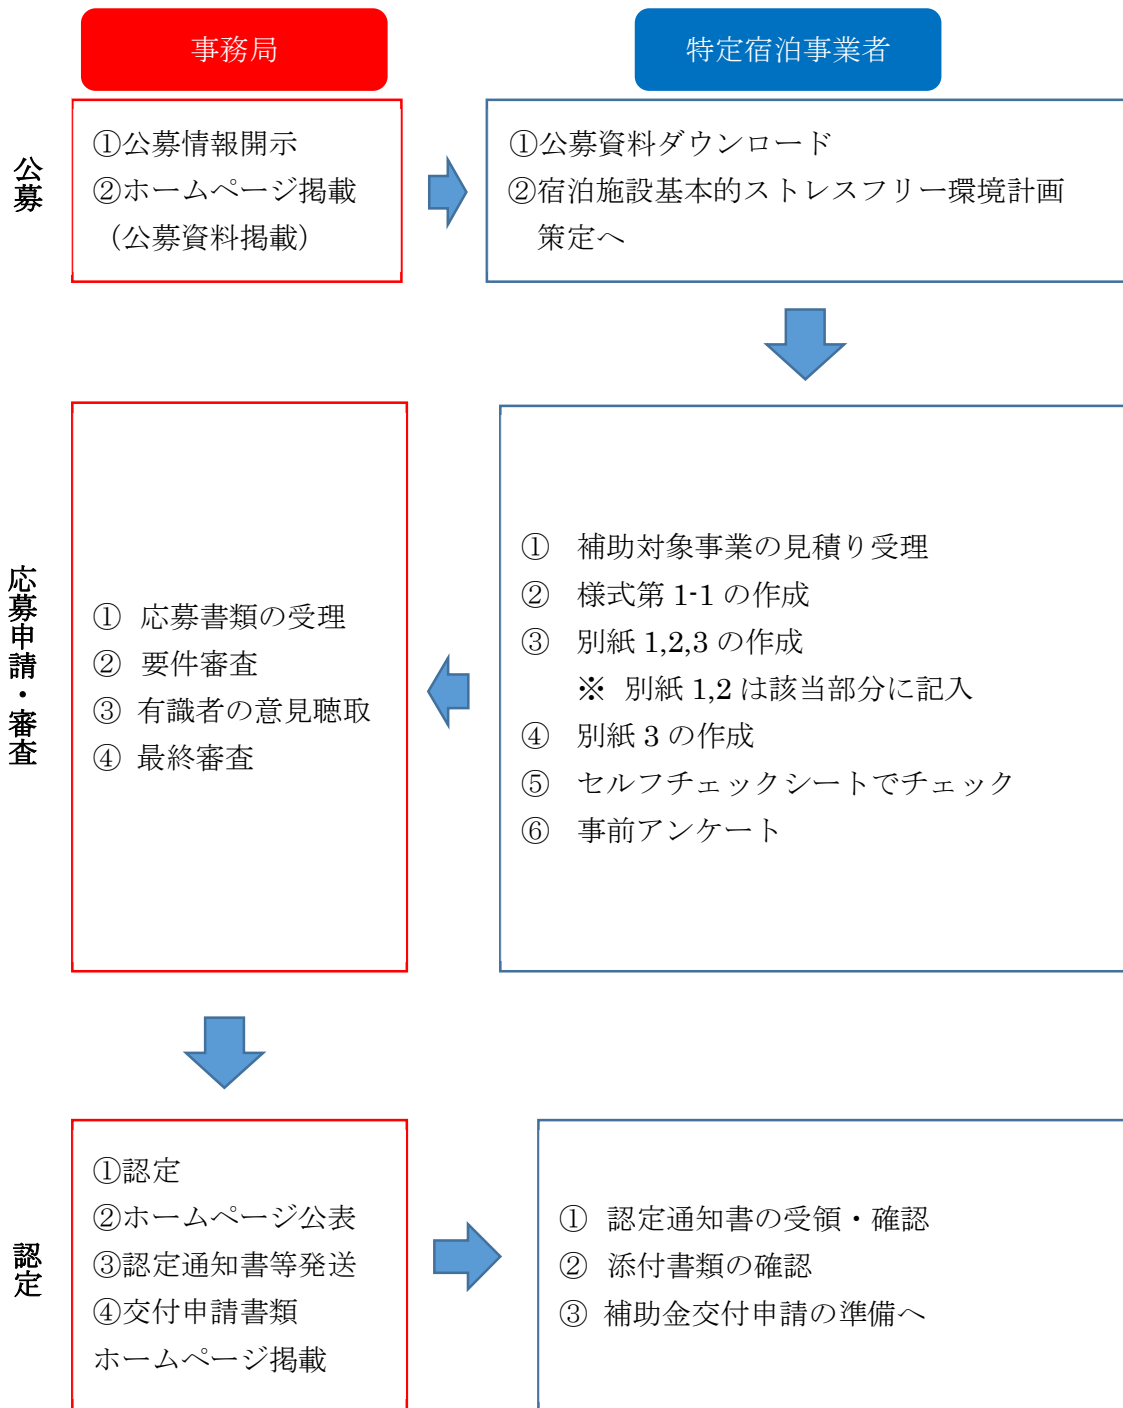 事務局
特定宿泊事業者
公募
①公募情報開示
②ホームページ掲載
（公募資料掲載）
①公募資料ダウンロード
②宿泊施設基本的ストレスフリー環境計画
策定へ
応募申請・審査
① 応募書類の受理
② 要件審査
③ 有識者の意見聴取
④ 最終審査
① 補助対象事業の見積り受理
② 様式第 1-1 の作成
③ 別紙 1,2,3 の作成
※ 別紙 1,2 は該当部分に記入
④ 別紙 3 の作成
⑤ セルフチェックシートでチェック
⑥ 事前アンケート
認定
①認定
②ホームページ公表
③認定通知書等発送
④交付申請書類
ホームページ掲載
① 認定通知書の受領・確認
② 添付書類の確認
③ 補助金交付申請の準備へ